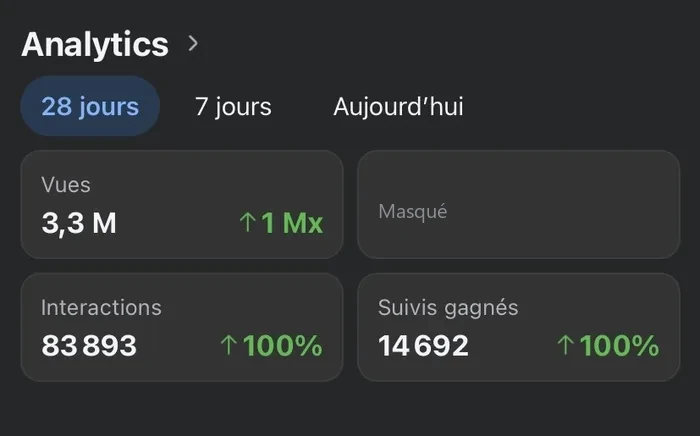 Analytics
28 jours
7 jours
Aujourd’hui
Vues
3,3 M
↑1 Mx
Masqué
Interactions
83 893
↑100%
Suivis gagnés
14 692
↑100%